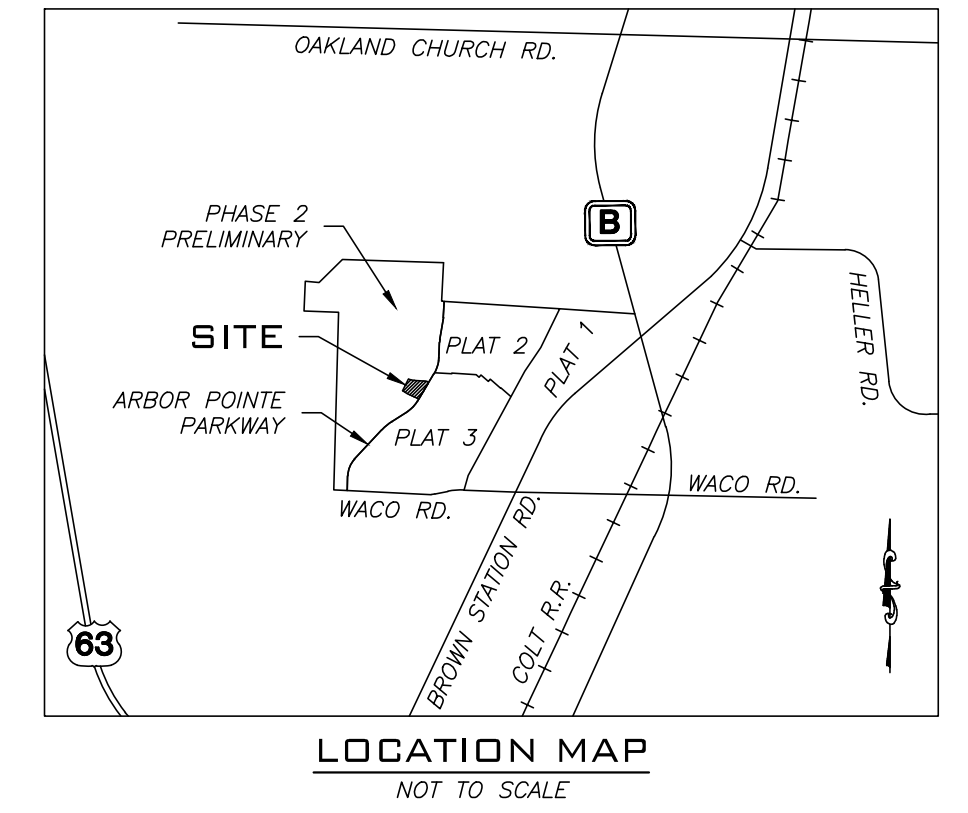 OAKLAND CHURCH RD.
PHASE 2
PRELIMINARY
B
HELLER RD.
SITE
PLAT 2
PLAT 1
ARBOR POINTE
PARKWAY
PLAT 3
WACO RD.
WACO RD.
BROWN STATION RD.
COLT R.R.
63
LOCATION MAP
NOT TO SCALE